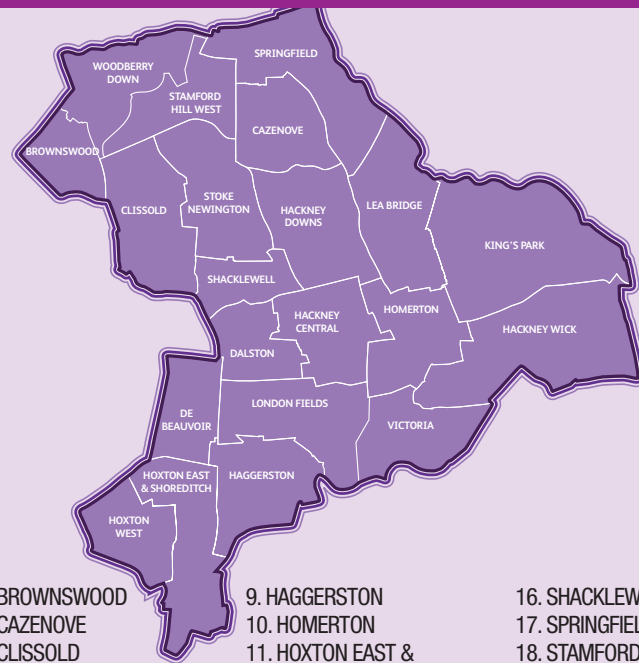 SPRINGFIELD
WOODBERRY
DOWN
STAMFORD
HILL WEST
CAZENOVE
BROWNSWOOD
CLISSOLD
STOKE
NEWINGTON
HACKNEY
DOWNS
LEA BRIDGE
KING'S PARK
SHACKLEWELL
HACKNEY
CENTRAL
HOMERTON
HACKNEY WICK
DALSTON
LONDON FIELDS
DE
BEAUVOIR
VICTORIA
HOXTON EAST
& SHOREDITCH
HAGGERSTON
HOXTON
WEST
BROWNSWOOD
CAZENOVE
CLISSOLD
9. HAGGERSTON
10. HOMERTON
11. HOXTON EAST &
16. SHACKLEW
17. SPRINGFIEL
18. STAMFORD